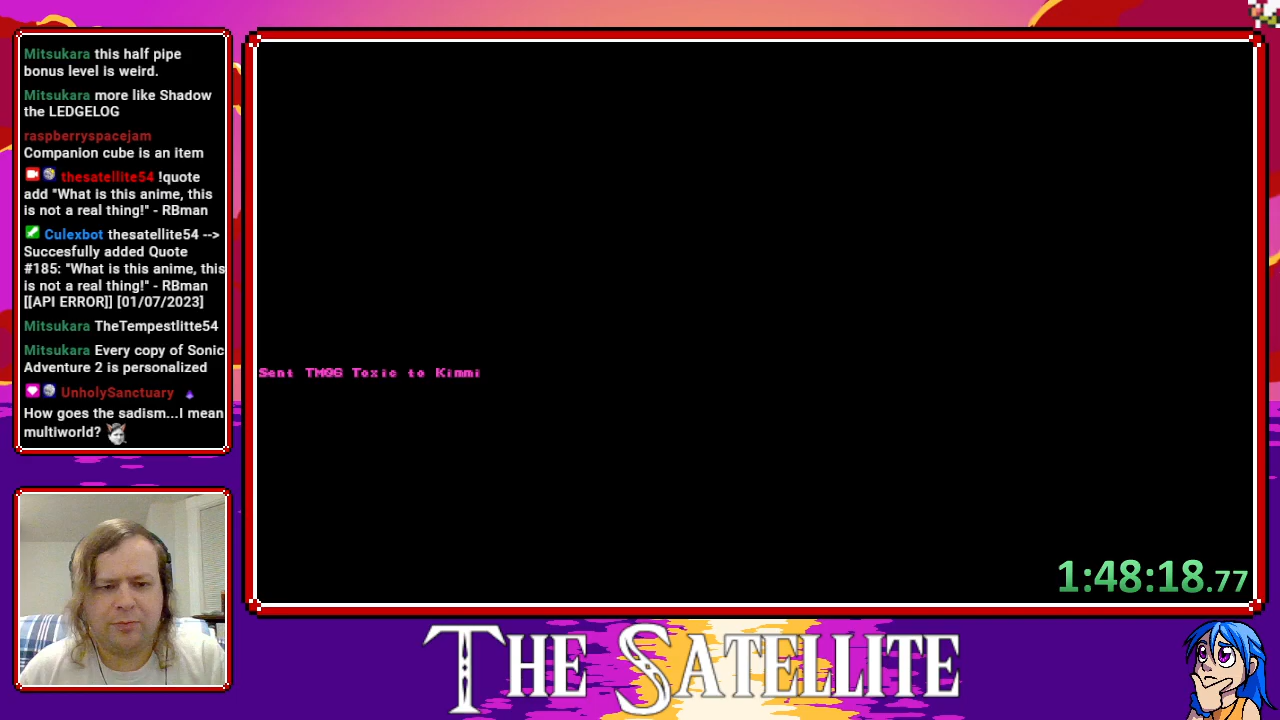 Mitsukara this half pipe
bonus level is weird.
Mitsukara more like Shadow
the LEDGELOG
raspberryspacejam
Companion cube is an item
thesatellite54 !quote
add "What is this anime, this
is not a real thing!" - RBman
Culexbot thesatellite54 -->
Succesfully added Quote
#185: "What is this anime, this
is not a real thing!" - RBman
[[API ERROR]] [01/07/2023]
Mitsukara TheTempestlitte54
Mitsukara Every copy of Sonic
Adventure 2 is personalized
UnholySanctuary
How goes the sadism...I mean
multiworld?
Sent TM06 Toxic to Kimmi
1:48:18.77
THE SATELLITE